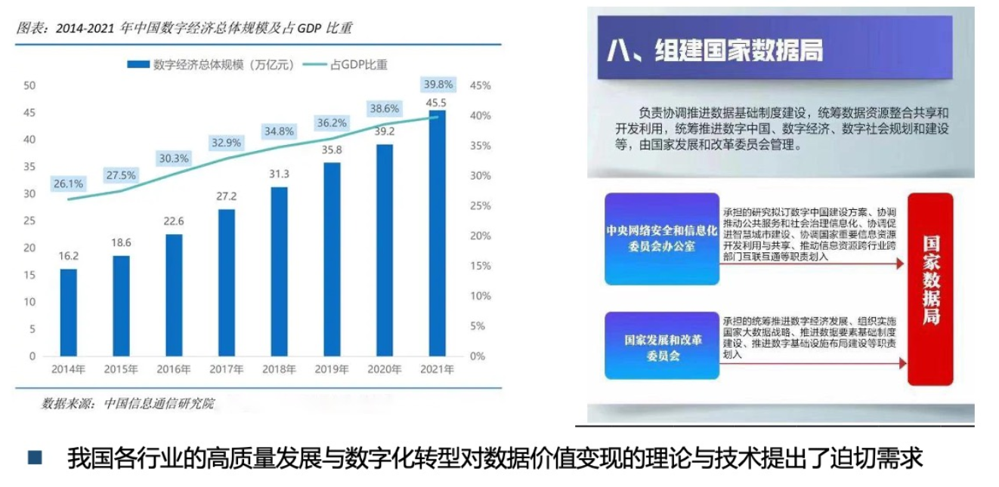 图表：2014-2021 年中国数字经济总体规模及占 GDP 比重
数字经济总体规模（万亿元） 占GDP比重
50
45
40
35
30
25
20
15
10
5
0
45%
40%
35%
30%
25%
20%
15%
10%
5%
0%
26.1%
27.5%
30.3%
32.9%
34.8%
36.2%
38.6%
39.8%
16.2
18.6
22.6
27.2
31.3
35.8
39.2
45.5
2014年 2015年 2016年 2017年 2018年 2019年 2020年 2021年
数据来源：中国信息通信研究院
八、组建国家数据局
负责协调推进数据基础制度建设，统筹数据资源整合共享和
开发利用，统筹推进数字中国、数字经济、数字社会规划和建设
等，由国家发展和改革委员会管理。
中央网络安全和信息化
委员会办公室
承担的研究拟订数字中国建设方案、协调
推动公共服务和社会治理信息化、协调促
进智慧城市建设、协调国家重要信息资源
开发利用与共享、推动信息资源跨行业跨
部门互联互通等职责划入
国家发展和改革
委员会
承担的统筹推进数字经济发展、组织实施
国家大数据战略、推进数据要素基础制度
建设、推进数字基础设施布局建设等职责
划入
国家数据局
我国各行业的高质量发展与数字化转型对数据价值变现的理论与技术提出了迫切需求